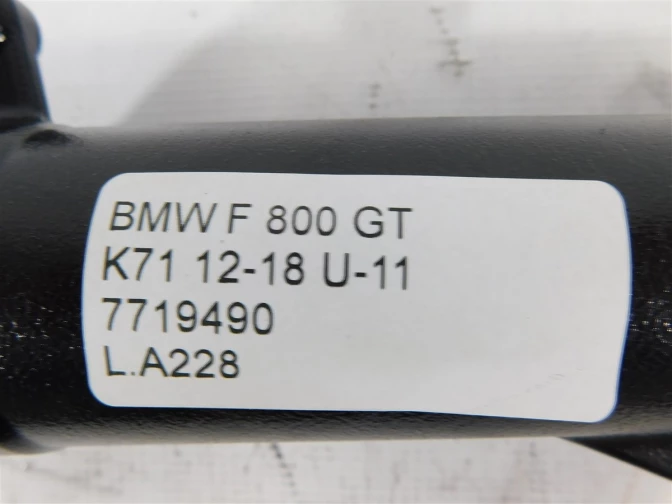 BMW F 800 GT
K71 12-18 U-11
7719490
L.A228